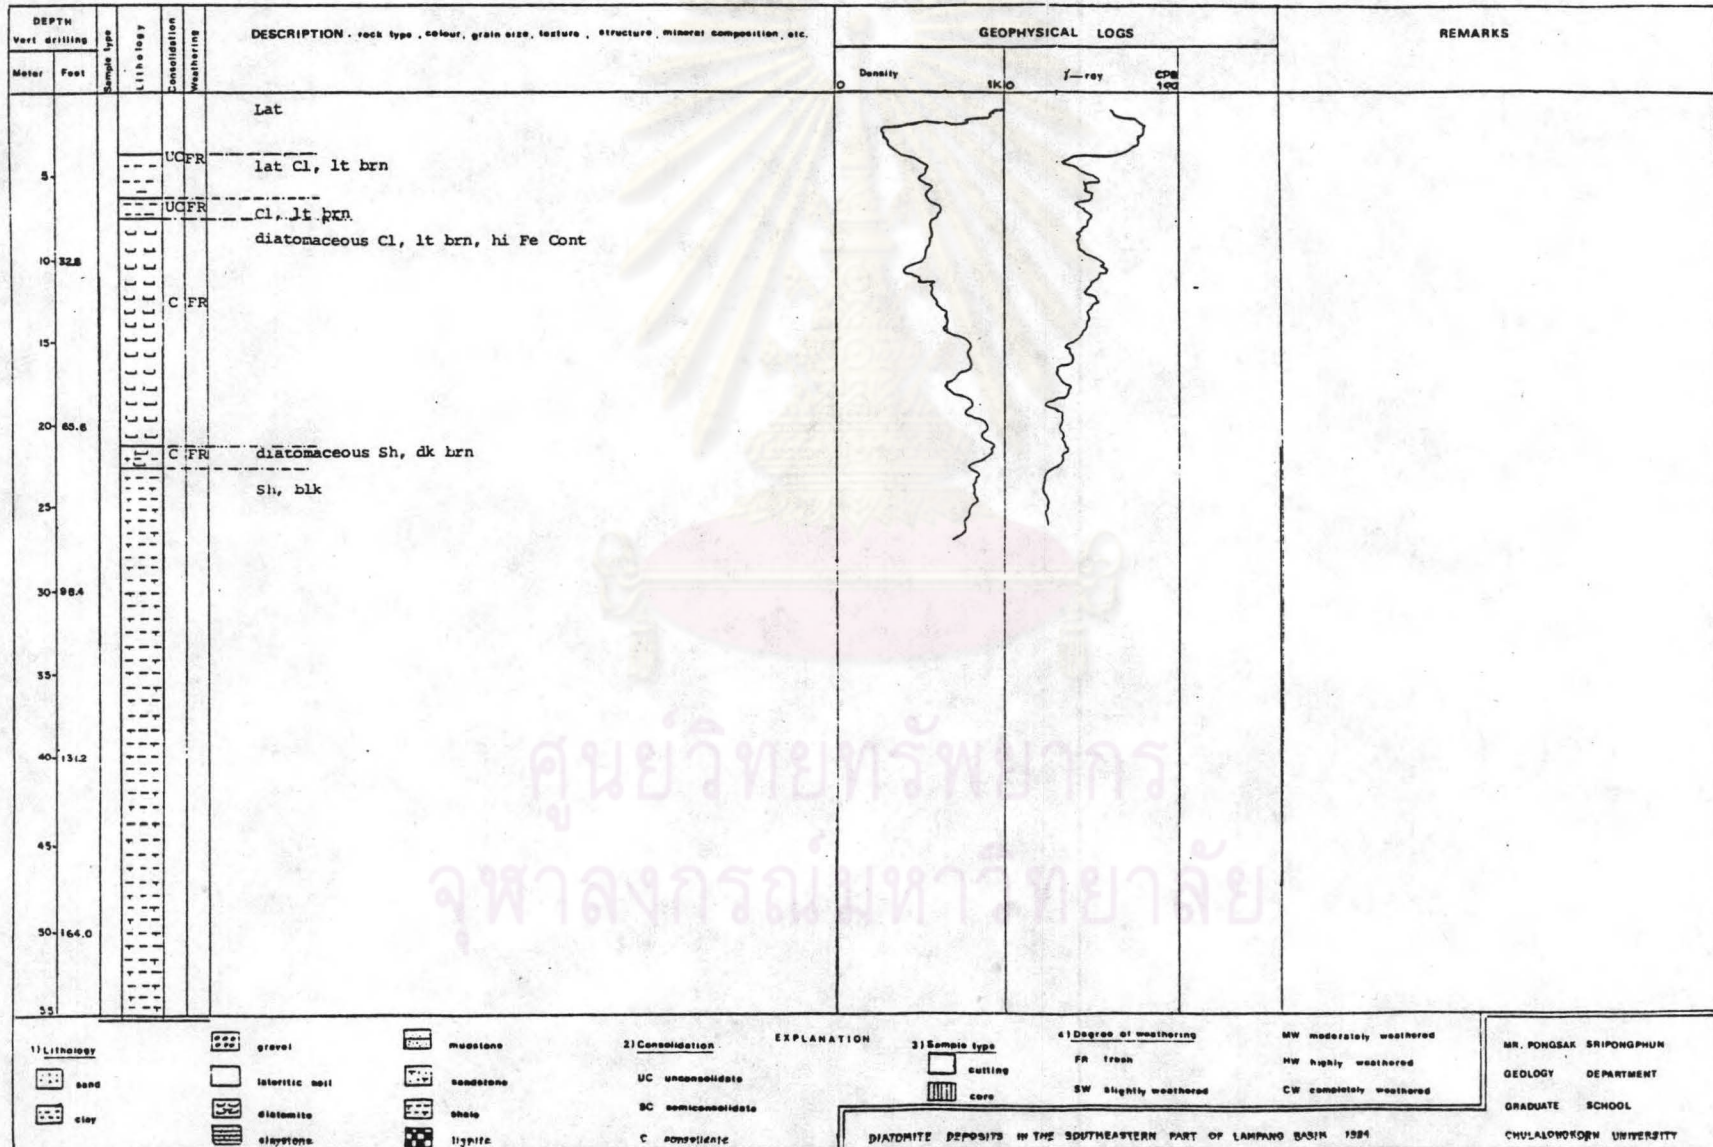 DEPTH
Vert drilling
Meter Feet
Sample type
Lithology
Consolidation
Weathering
DESCRIPTION - rock type, colour, grain size, texture, structure, mineral composition, etc.
GEOPHYSICAL LOGS
REMARKS
Density γ-ray CPS
0 1K 0 100
Lat
UC FR
lat Cl, lt brn
5
UC FR
Cl, lt brn
diatomaceous Cl, lt brn, hi Fe Cont
10 32.8
C FR
15
20 65.6
C FR diatomaceous Sh, dk brn
Sh, blk
25
30 98.4
35
40 131.2
45
50 164.0
55
ศูนย์วิทยทรัพยากร
จุฬาลงกรณ์มหาวิทยาลัย
EXPLANATION
1) Lithology
sand
clay
gravel
lateritic soil
diatomite
claystone
mudstone
sandstone
shale
lignite
2) Consolidation
UC unconsolidate
SC semiconsolidate
C consolidate
3) Sample type
cutting
core
4) Degree of weathering
FR fresh
SW slightly weathered
MW moderately weathered
HW highly weathered
CW completely weathered
DIATOMITE DEPOSITS IN THE SOUTHEASTERN PART OF LAMPANG BASIN 1984
MR. PONGSAK SRIPONGPHUN
GEOLOGY DEPARTMENT
GRADUATE SCHOOL
CHULALONGKORN UNIVERSITY